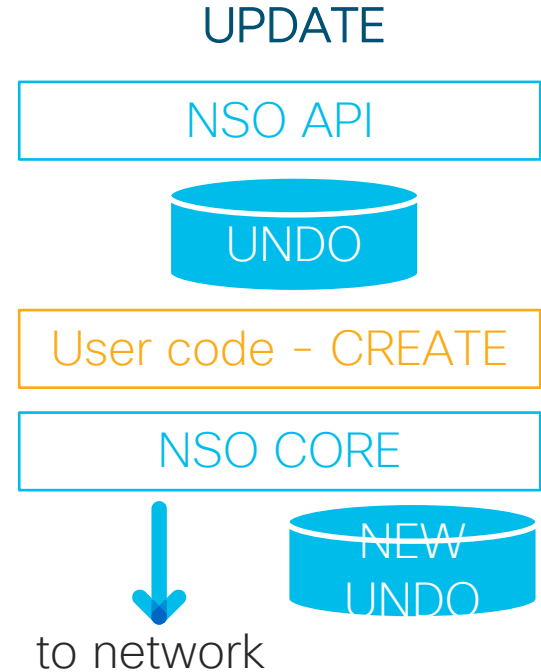 UPDATE
NSO API
UNDO
User code - CREATE
NSO CORE
NEW
UNDO
to network